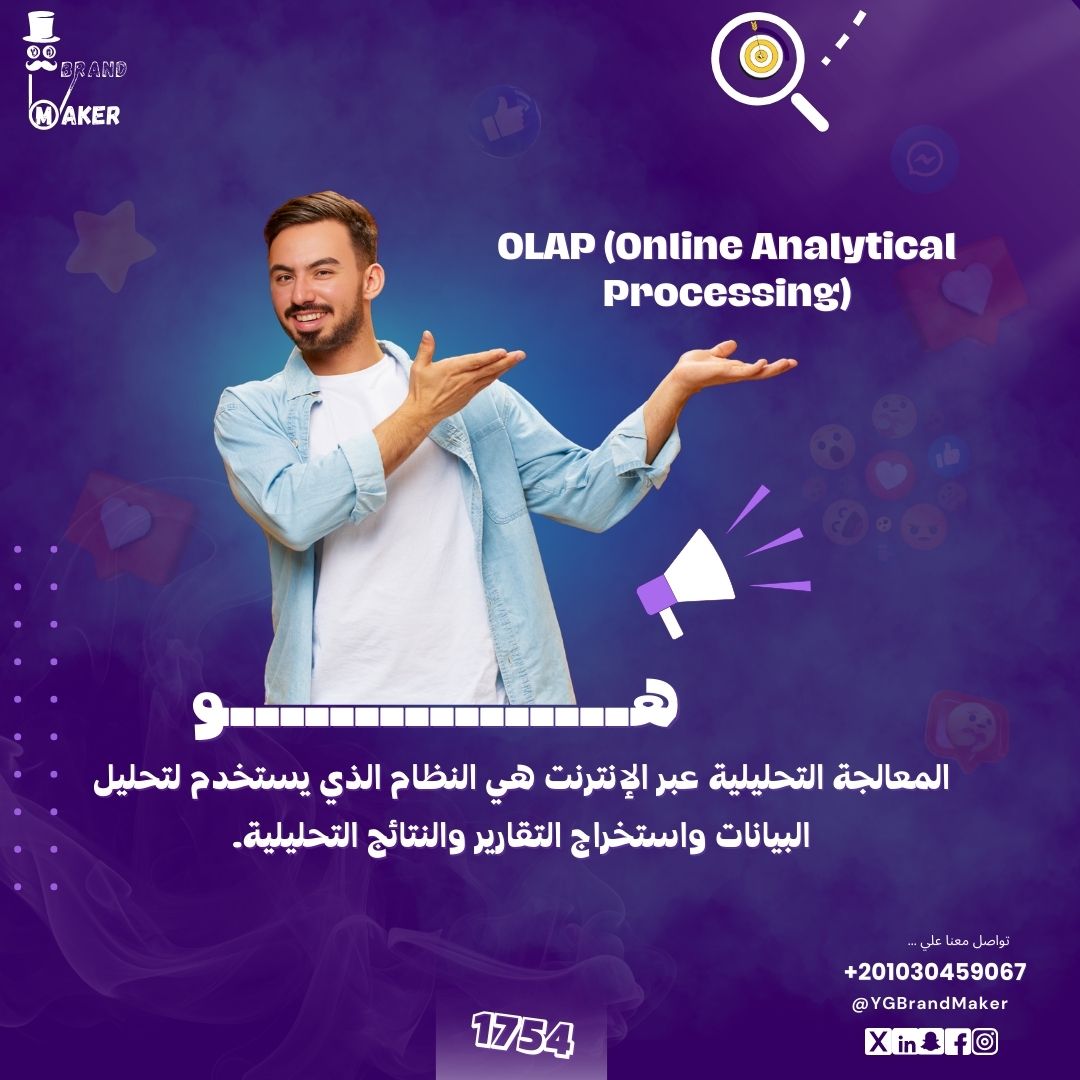 BRAND
MAKER
OLAP (Online Analytical
Processing)
هـــــــــــــــــو
المعالجة التحليلية عبر الإنترنت هي النظام الذي يستخدم لتحليل
البيانات واستخراج التقارير والنتائج التحليلية.
تواصل معنا علي ...
+201030459067
@YGBrandMaker
1754